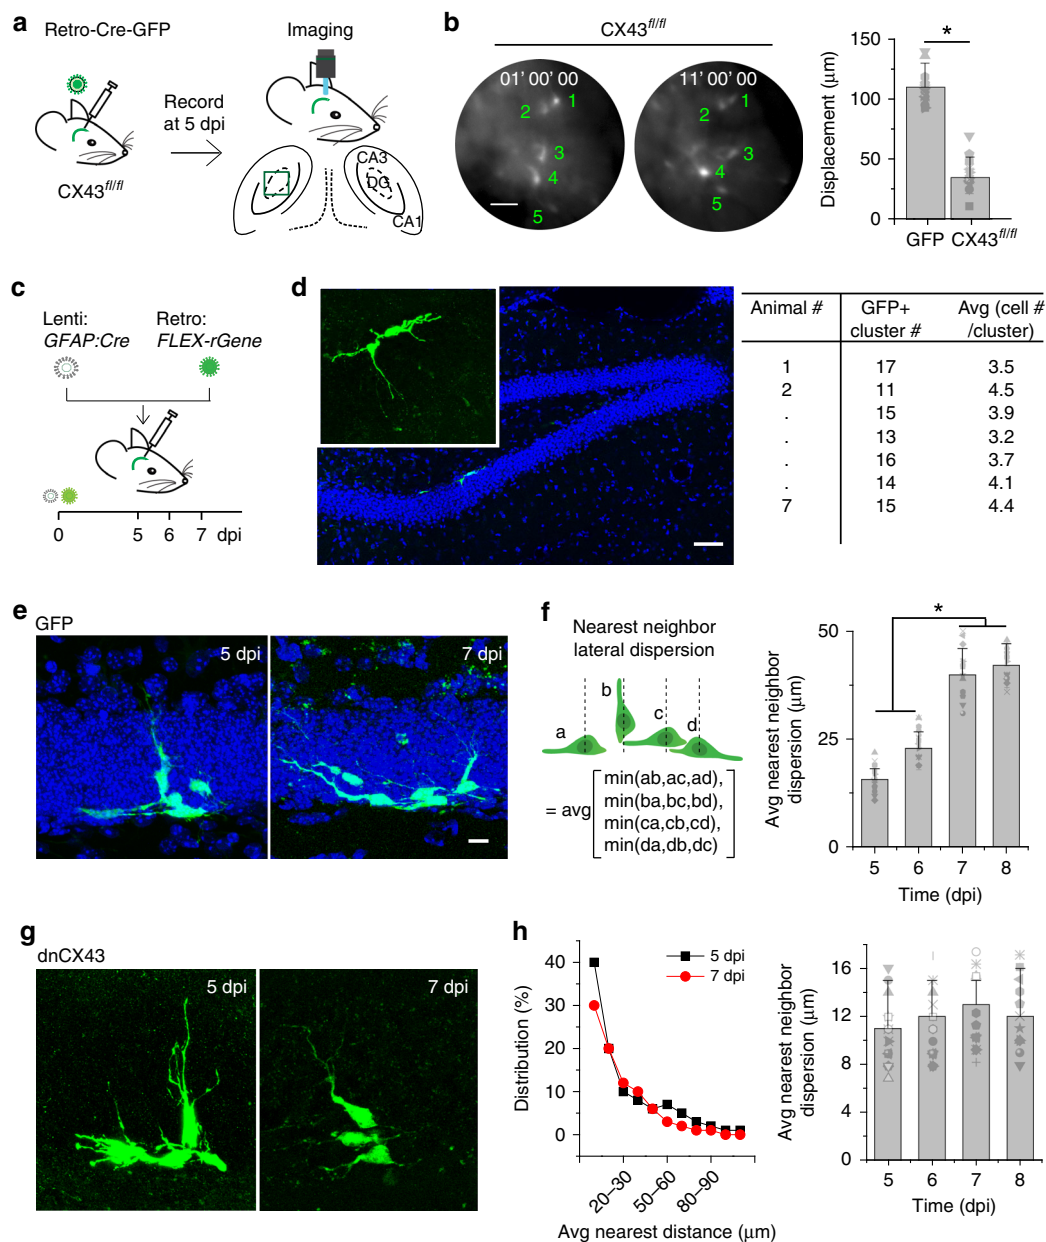 a
Retro-Cre-GFP
Imaging
Record
at 5 dpi
CX43fl/fl
CA3
DG
CA1
b
CX43fl/fl
01' 00' 00
11' 00' 00
1
2
3
4
5
1
2
3
4
5
*
Displacement (μm)
150
100
50
0
GFP
CX43fl/fl
c
Lenti:
GFAP:Cre
Retro:
FLEX-rGene
0
5
6
7
dpi
d
Animal #
GFP+
cluster #
Avg (cell #
/cluster)
1 17 3.5
2 11 4.5
. 15 3.9
. 13 3.2
. 16 3.7
. 14 4.1
7 15 4.4
e
GFP
5 dpi
7 dpi
f
Nearest neighbor
lateral dispersion
a
b
c
d
= avg
min(ab,ac,ad),
min(ba,bc,bd),
min(ca,cb,cd),
min(da,db,dc)
*
Avg nearest neighbor
dispersion (μm)
50
25
0
5 6 7 8
Time (dpi)
g
dnCX43
5 dpi
7 dpi
h
5 dpi
7 dpi
Distribution (%)
40
30
20
10
0
20–30
50–60
80–90
Avg nearest distance (μm)
Avg nearest neighbor
dispersion (μm)
16
12
8
4
0
5 6 7 8
Time (dpi)